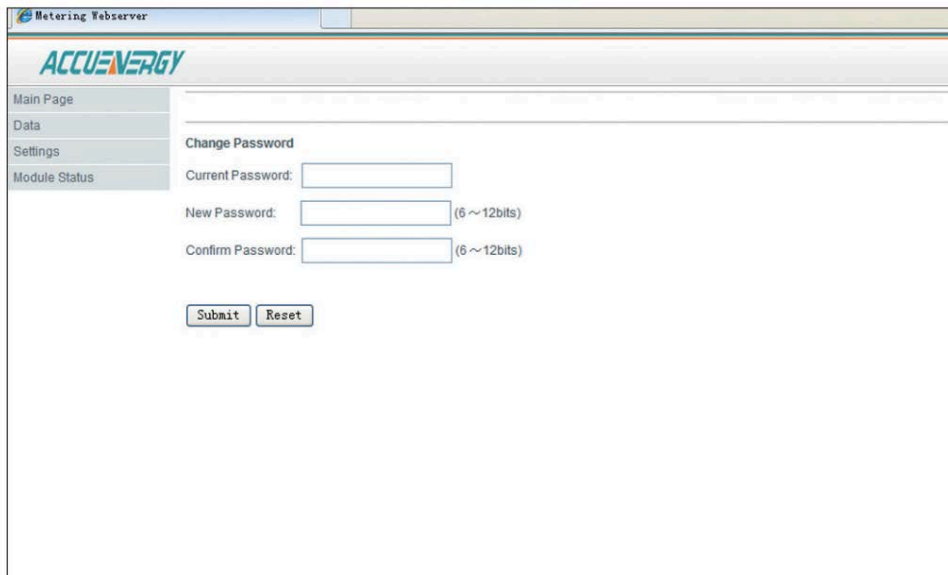 Metering Webserver
ACCUENERGY
Main Page
Data
Settings
Module Status
Change Password
Current Password:
New Password: (6～12bits)
Confirm Password: (6～12bits)
Submit Reset